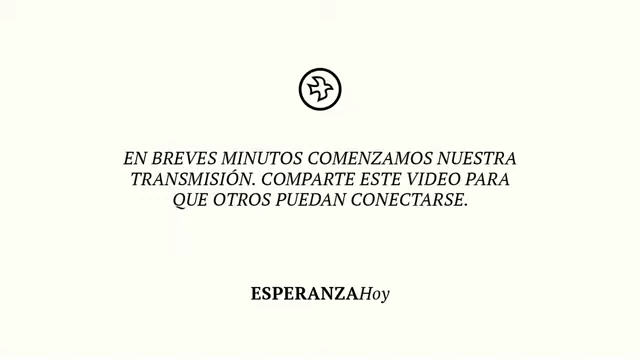 EN BREVES MINUTOS COMENZAMOS NUESTRA
TRANSMISIÓN. COMPARTE ESTE VIDEO PARA
QUE OTROS PUEDAN CONECTARSE.
ESPERANZAHoy